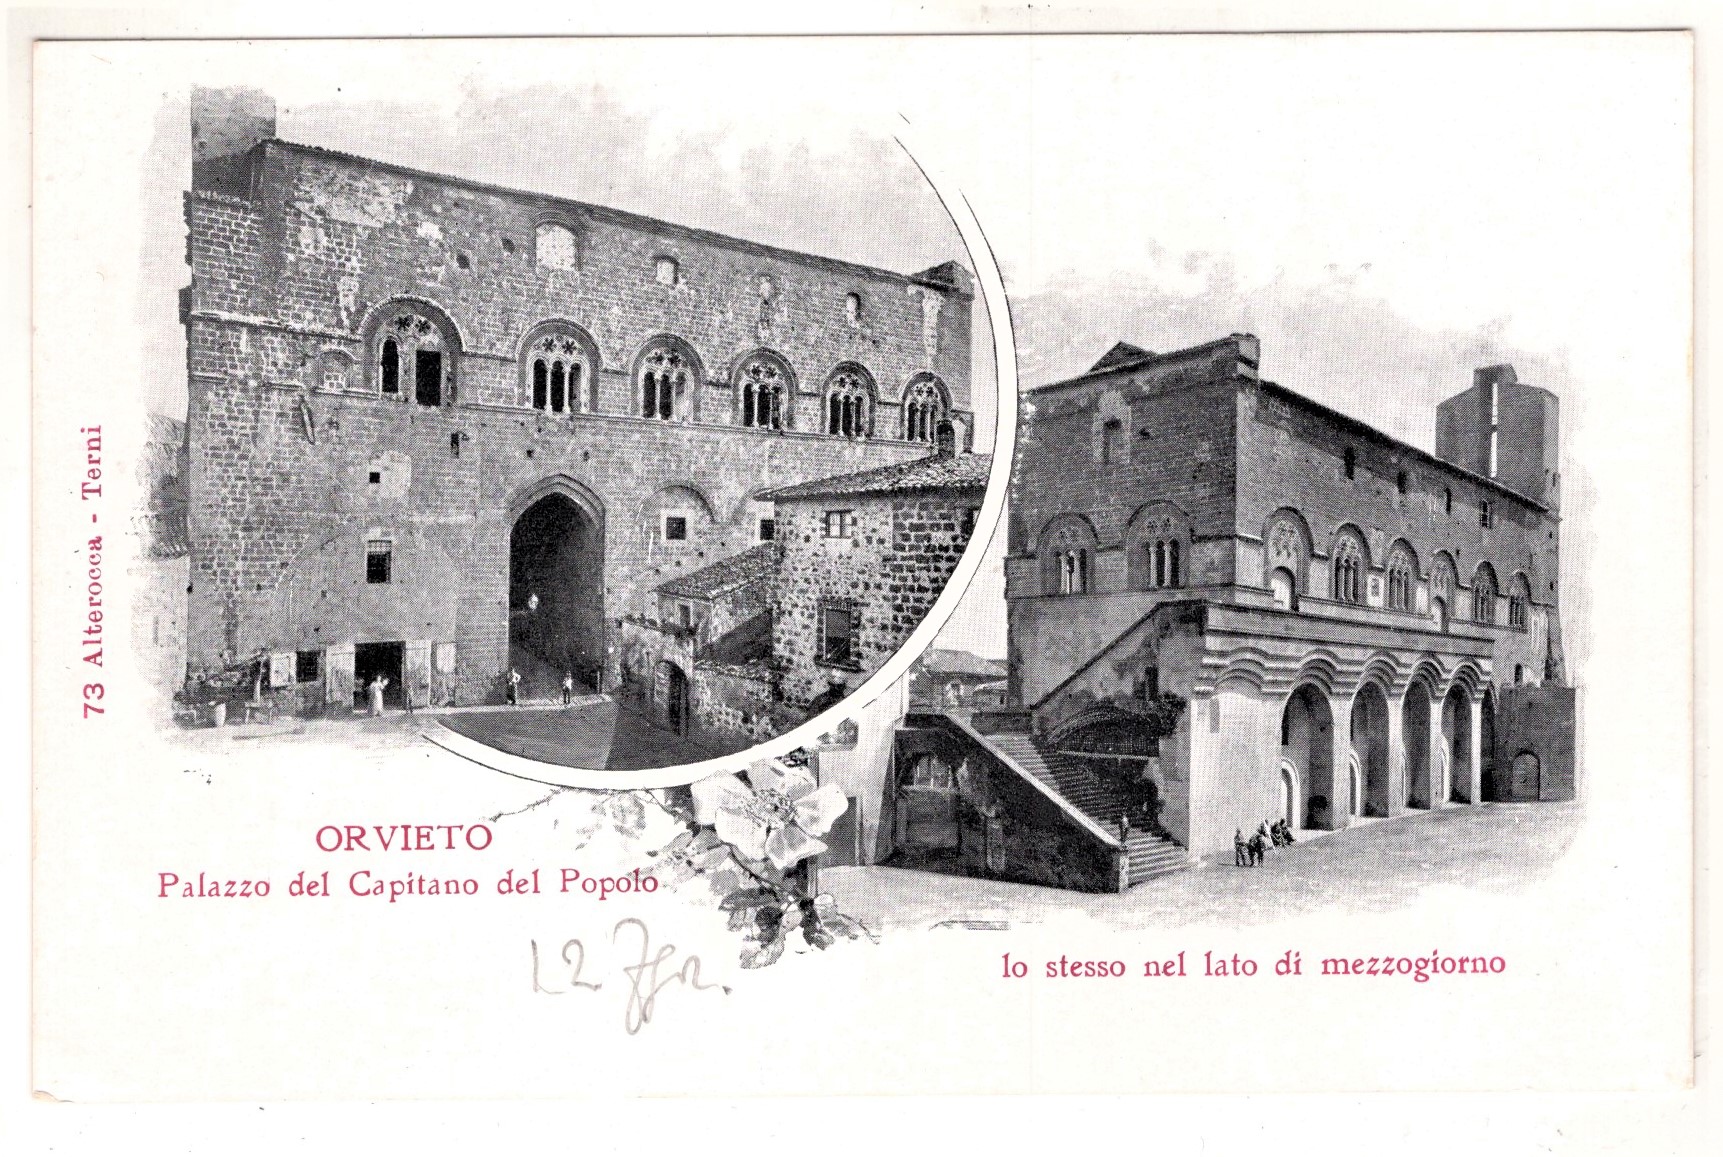 73 Alterocca - Terni
ORVIETO
Palazzo del Capitano del Popolo
lo stesso nel lato di mezzogiorno